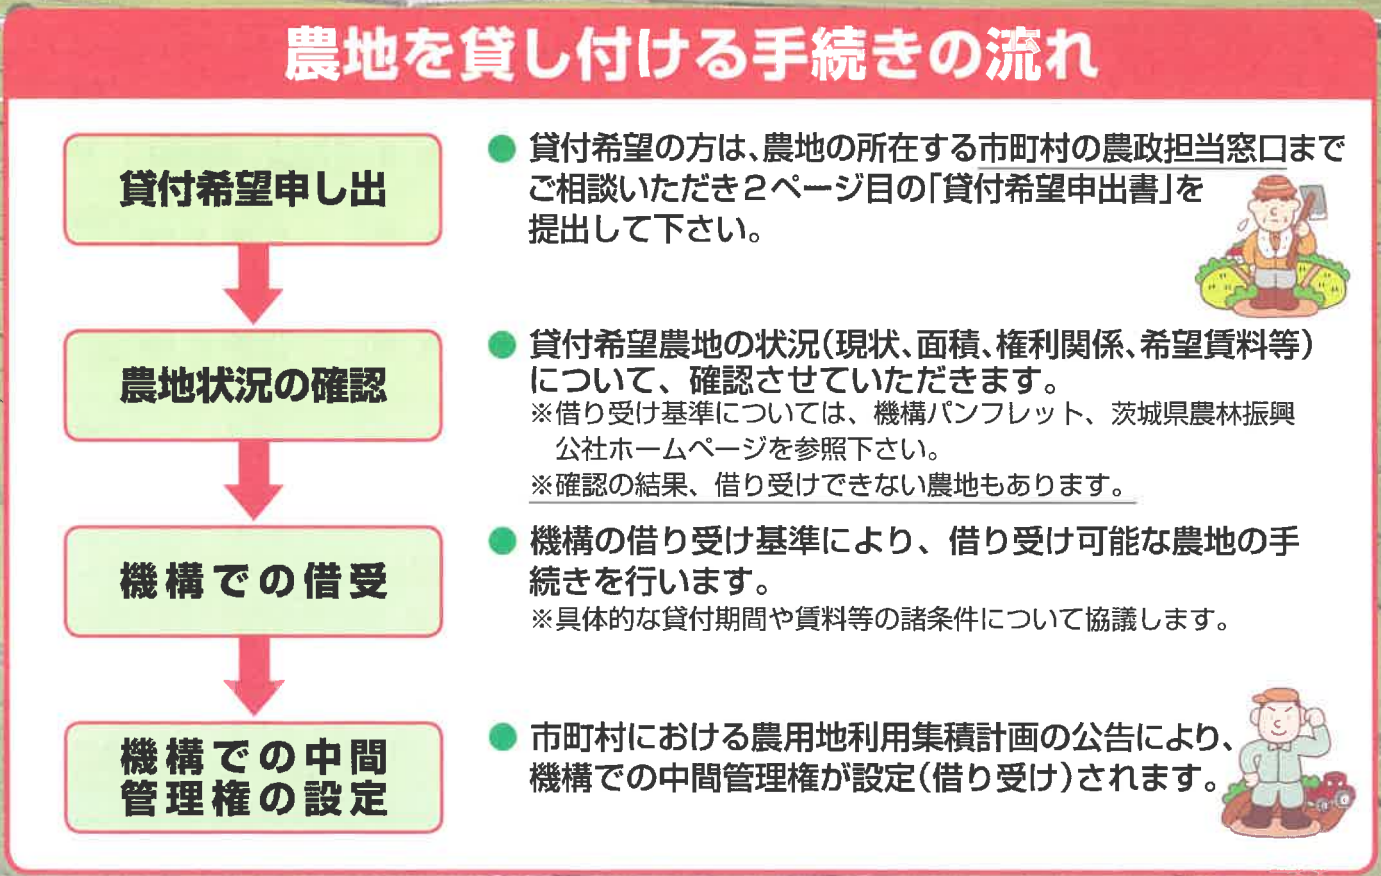 農地を貸し付ける手続きの流れ
貸付希望申し出
●貸付希望の方は、農地の所在する市町村の農政担当窓口まで
ご相談いただき2ページ目の「貸付希望申出書」を
提出して下さい。
農地状況の確認
●貸付希望農地の状況(現状、面積、権利関係、希望賃料等)
について、確認させていただきます。
※借り受け基準については、機構パンフレット、茨城県農林振興
公社ホームページを参照下さい。
※確認の結果、借り受けできない農地もあります。
機構での借受
●機構の借り受け基準により、借り受け可能な農地の手
続きを行います。
※具体的な貸付期間や賃料等の諸条件について協議します。
機構での中間
管理権の設定
●市町村における農用地利用集積計画の公告により、
機構での中間管理権が設定(借り受け)されます。